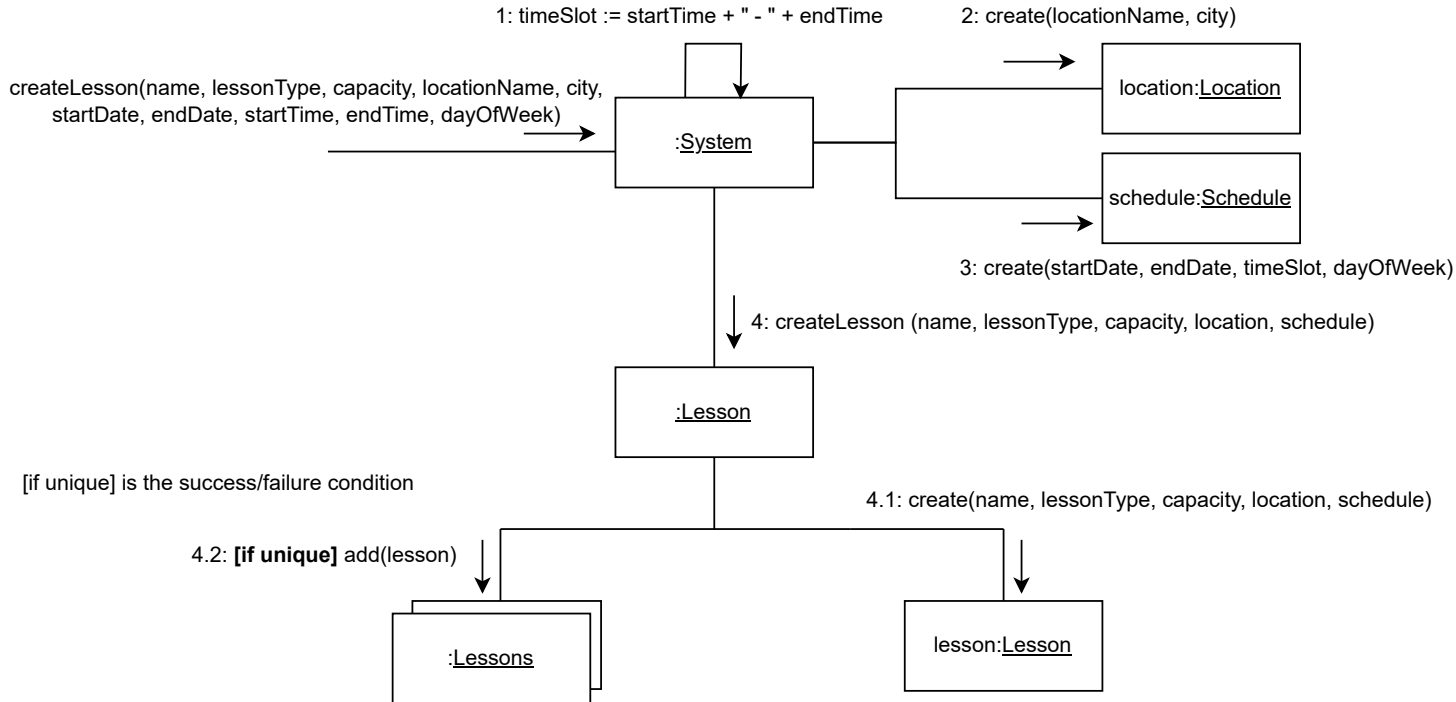 1: timeSlot := startTime + " - " + endTime
2: create(locationName, city)
createLesson(name, lessonType, capacity, locationName, city,
startDate, endDate, startTime, endTime, dayOfWeek)
location:Location
:System
schedule:Schedule
3: create(startDate, endDate, timeSlot, dayOfWeek)
4: createLesson (name, lessonType, capacity, location, schedule)
:Lesson
[if unique] is the success/failure condition
4.1: create(name, lessonType, capacity, location, schedule)
4.2: [if unique] add(lesson)
:Lessons
lesson:Lesson